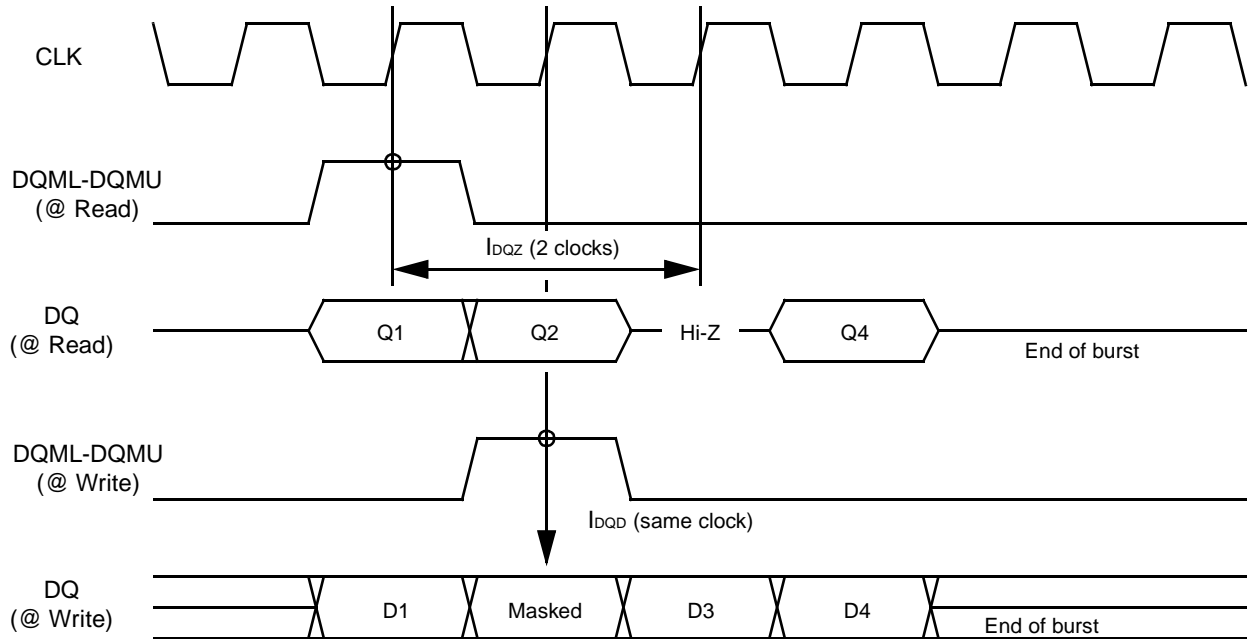 CLK
DQML-DQMU
(@ Read)
IDQZ (2 clocks)
DQ
(@ Read)
Q1
Q2
Hi-Z
Q4
End of burst
DQML-DQMU
(@ Write)
IDQD (same clock)
DQ
(@ Write)
D1
Masked
D3
D4
End of burst